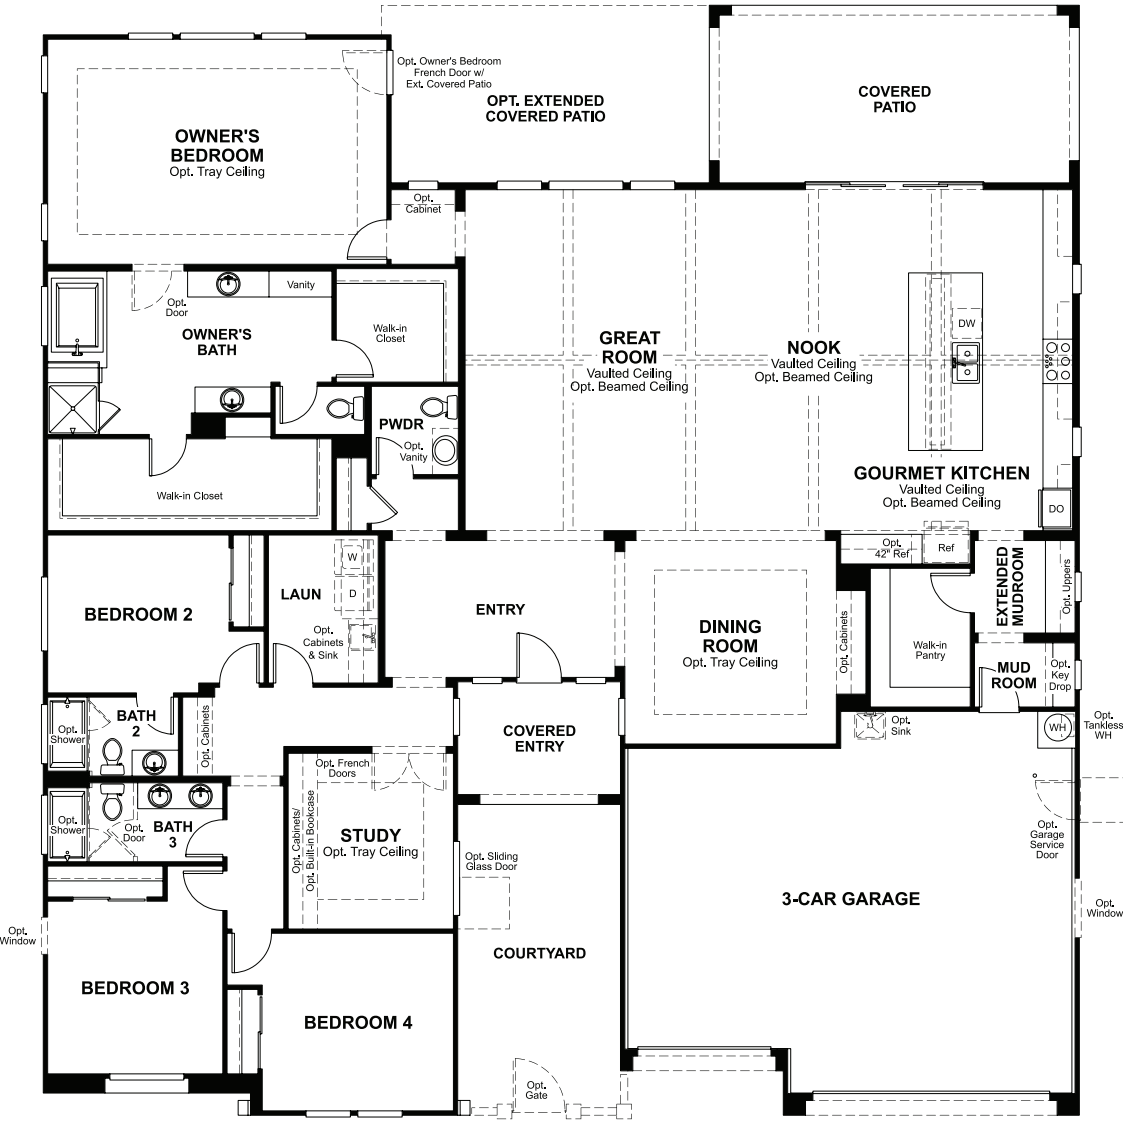 Opt. Owner's Bedroom
French Door w/
Ext. Covered Patio
OPT. EXTENDED
COVERED PATIO
COVERED
PATIO
OWNER'S
BEDROOM
Opt. Tray Ceiling
Opt.
Cabinet
Vanity
Opt.
Door
OWNER'S
BATH
Walk-in
Closet
GREAT
ROOM
Vaulted Ceiling
Opt. Beamed Ceiling
NOOK
Vaulted Ceiling
Opt. Beamed Ceiling
DW
PWDR
Opt.
Vanity
GOURMET KITCHEN
Vaulted Ceiling
Opt. Beamed Ceiling
DO
Walk-in Closet
Opt.
42" Ref
Ref
W
D
LAUN
Opt.
Cabinets
& Sink
BEDROOM 2
ENTRY
DINING
ROOM
Opt. Tray Ceiling
Opt. Cabinets
EXTENDED
MUDROOM
Opt. Uppers
Walk-in
Pantry
MUD
ROOM
Opt.
Key
Drop
Opt.
Shower
BATH
2
Opt. Cabinets
COVERED
ENTRY
Opt.
Sink
WH
Opt.
Tankless
WH
Opt. French
Doors
Opt. Cabinets/
Opt. Built-in Bookcase
STUDY
Opt. Tray Ceiling
Opt.
Shower
Opt.
Door
BATH
3
Opt. Sliding
Glass Door
Opt.
Garage
Service
Door
3-CAR GARAGE
Opt.
Window
Opt.
Window
COURTYARD
BEDROOM 3
BEDROOM 4
Opt.
Gate